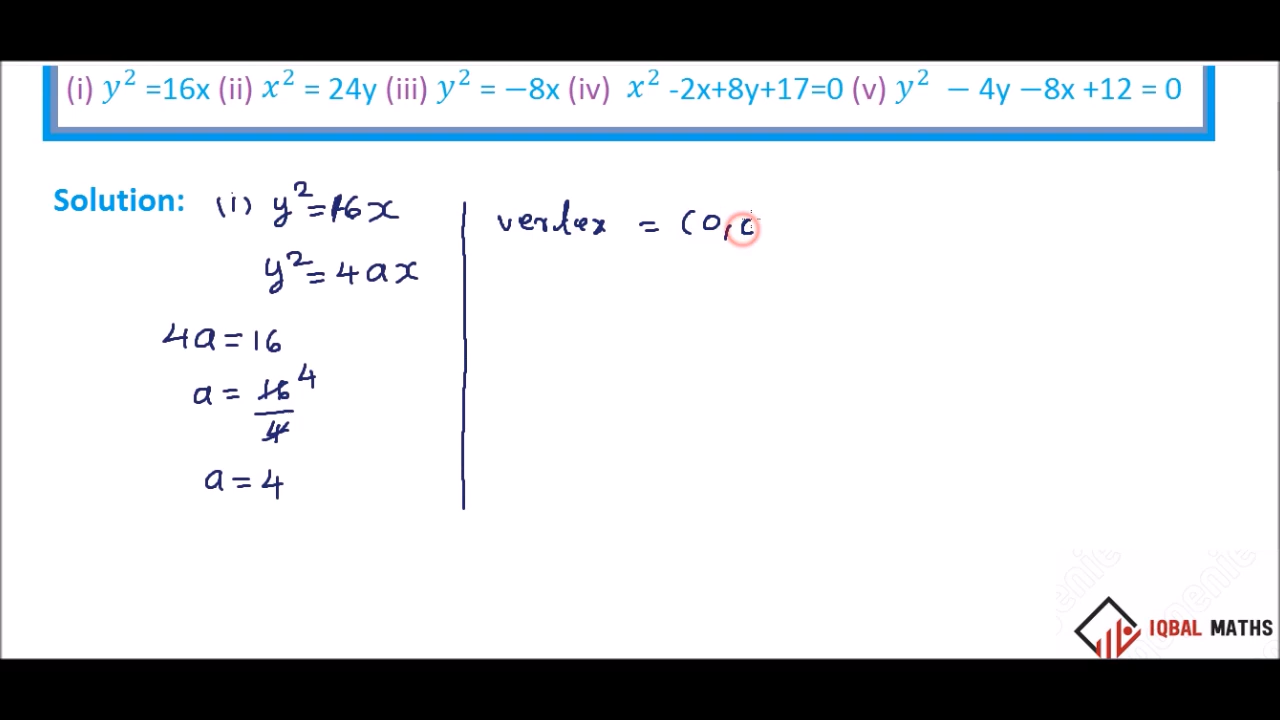 (i) y² =16x (ii) x² = 24y (iii) y² = −8x (iv) x² -2x+8y+17=0 (v) y² − 4y −8x +12 = 0
Solution: (i) y²=16x
y²=4ax
4a=16
a = 16/4 4
a=4
vertex = (0,
IQBAL MATHS